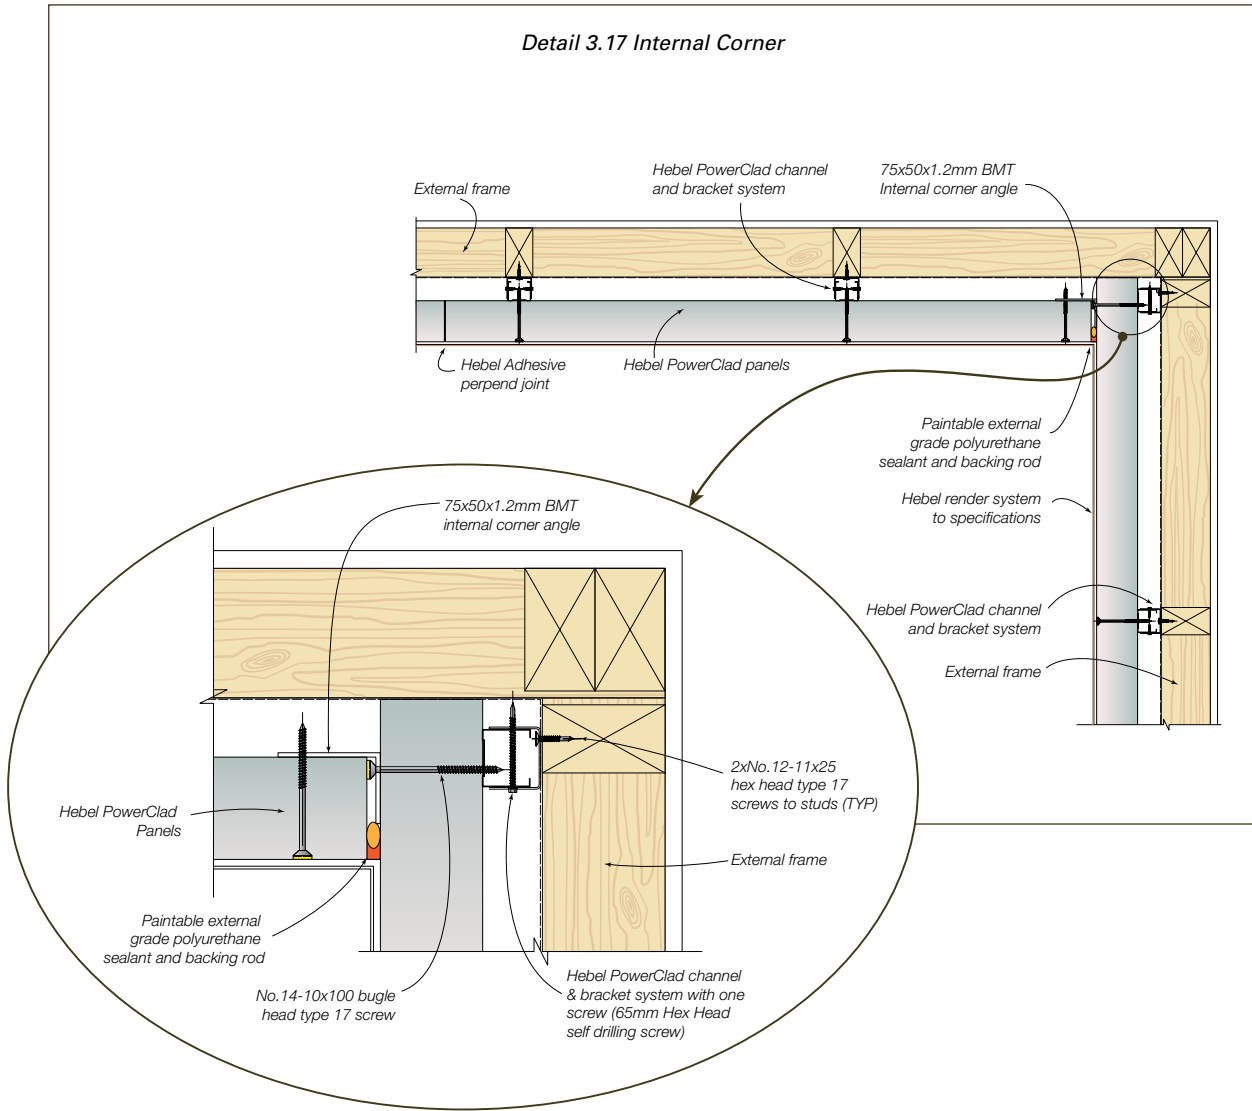 Detail 3.17 Internal Corner
External frame
Hebel PowerClad channel
and bracket system
75x50x1.2mm BMT
Internal corner angle
Hebel Adhesive
perpend joint
Hebel PowerClad panels
Paintable external
grade polyurethane
sealant and backing rod
Hebel render system
to specifications
Hebel PowerClad channel
and bracket system
External frame
75x50x1.2mm BMT
internal corner angle
Hebel PowerClad
Panels
2xNo.12-11x25
hex head type 17
screws to studs (TYP)
External frame
Paintable external
grade polyurethane
sealant and backing rod
No.14-10x100 bugle
head type 17 screw
Hebel PowerClad channel
& bracket system with one
screw (65mm Hex Head
self drilling screw)